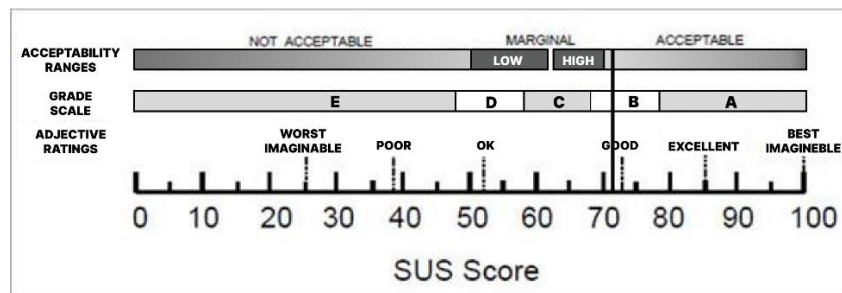 NOT ACCEPTABLE MARGINAL ACCEPTABLE
ACCEPTABILITY
RANGES
LOW HIGH
GRADE
SCALE
E D C B A
ADJECTIVE
RATINGS
WORST
IMAGINABLE
POOR
OK
GOOD
EXCELLENT
BEST
IMAGINEBLE
0 10 20 30 40 50 60 70 80 90 100
SUS Score